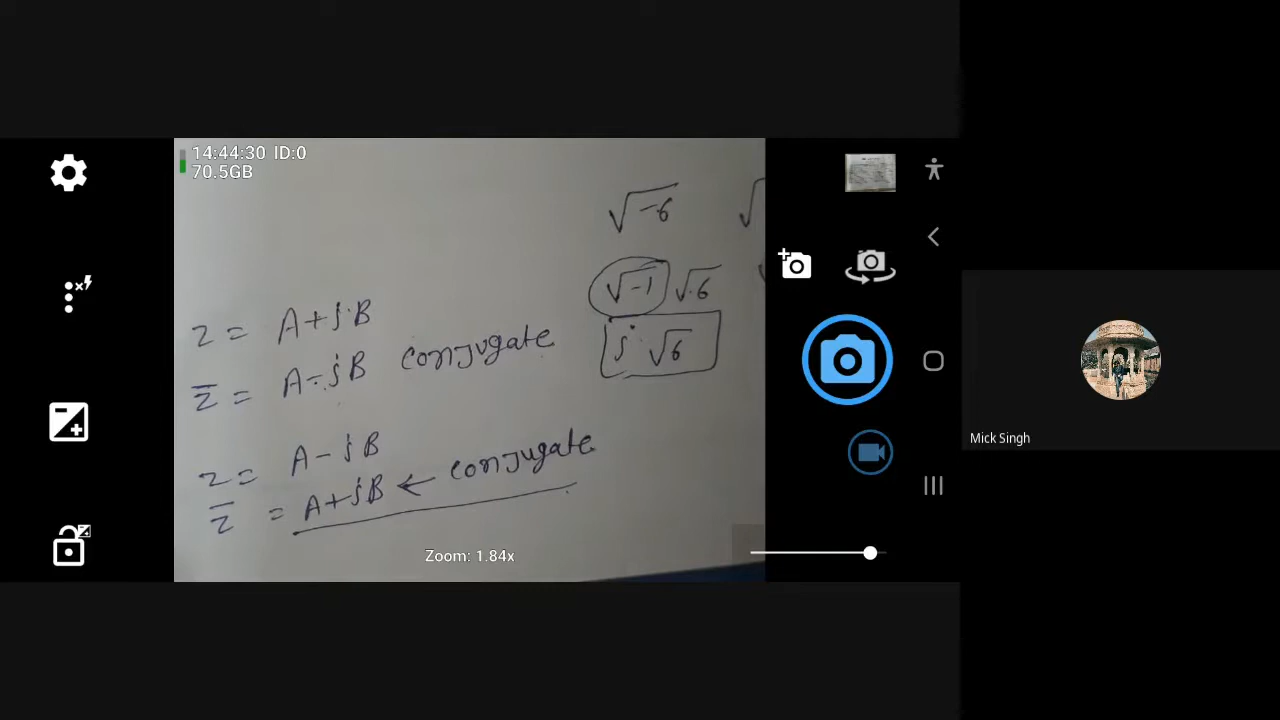 14:44:30 ID:0
70.5GB
√-6
√-1 √6
j √6
z = A+jB
z̅ = A-jB conjugate
z = A-jB
z̅ = A+jB ← conjugate
Zoom: 1.84x
Mick Singh